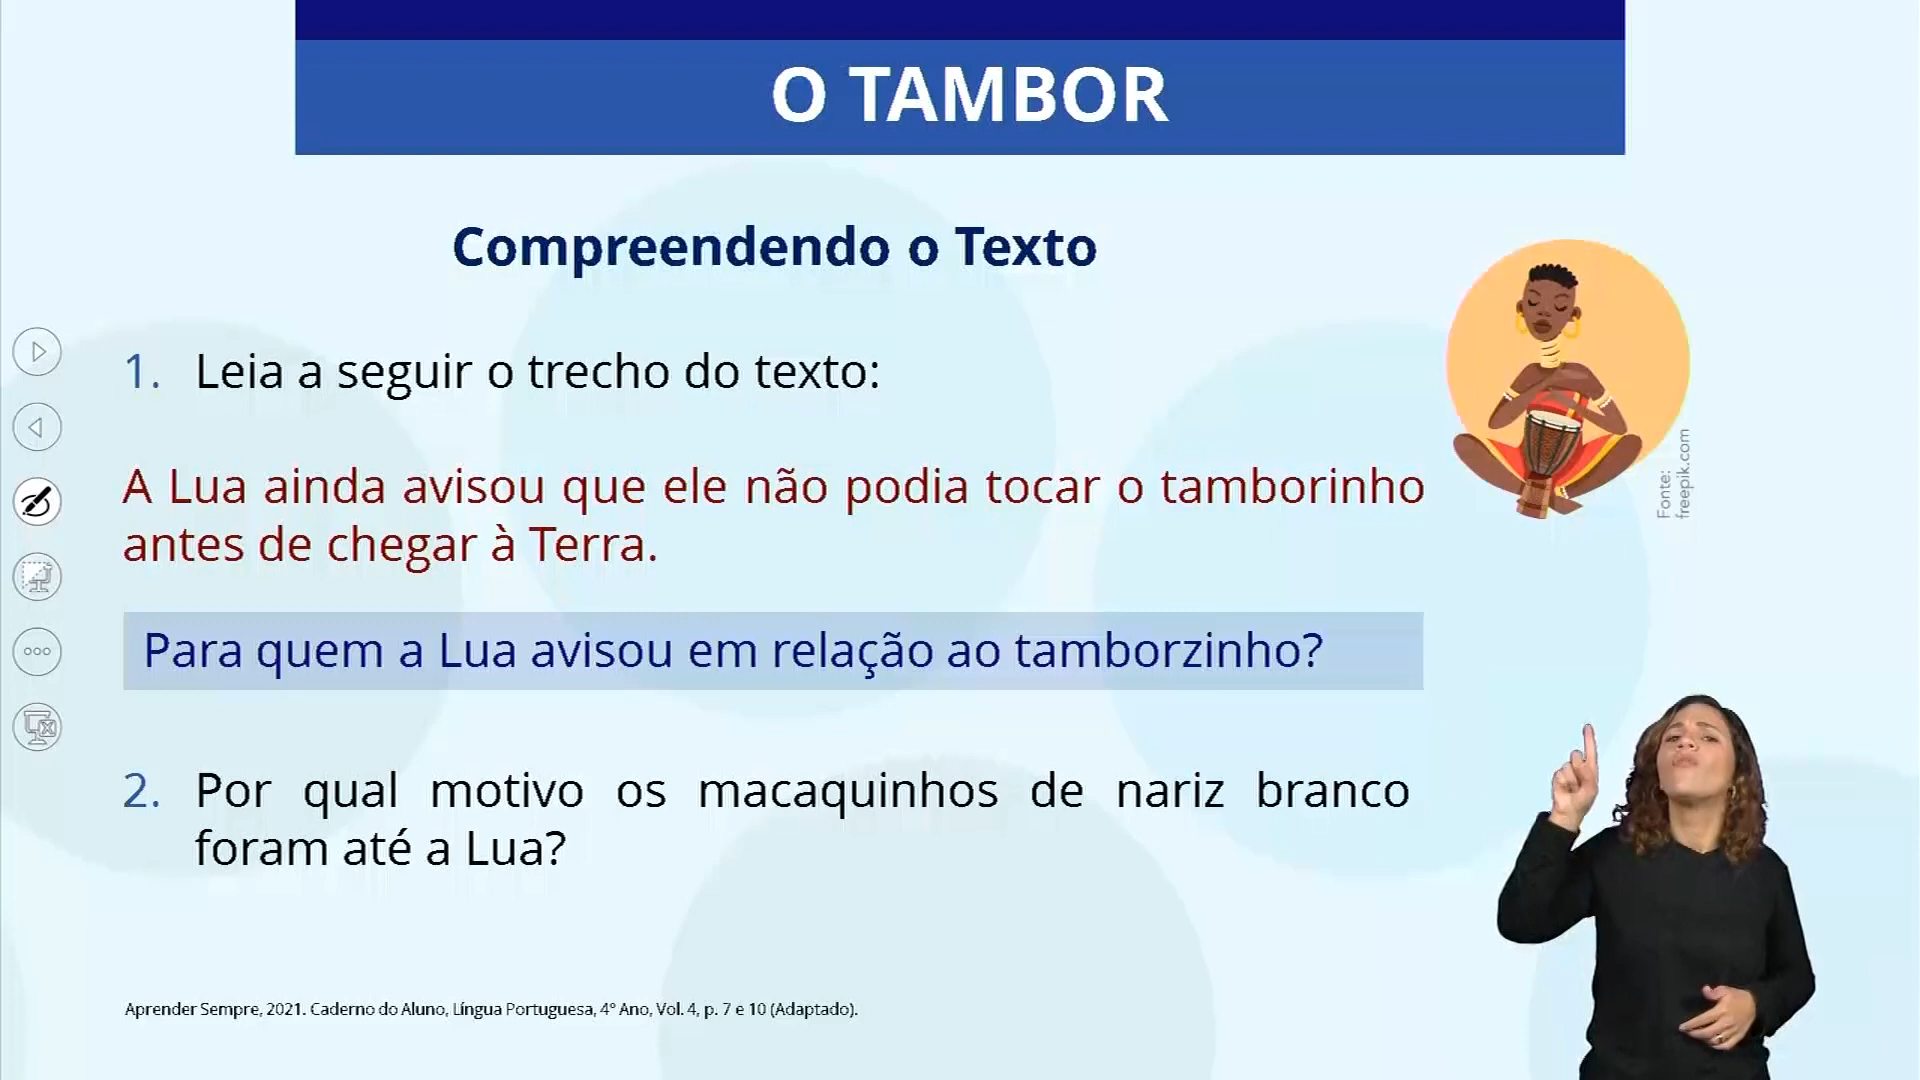 O TAMBOR
Compreendendo o Texto
1. Leia a seguir o trecho do texto:
A Lua ainda avisou que ele não podia tocar o tamborinho
antes de chegar à Terra.
Para quem a Lua avisou em relação ao tamborzinho?
2. Por qual motivo os macaquinhos de nariz branco
foram até a Lua?
Fonte:
freepik.com
Aprender Sempre, 2021. Caderno do Aluno, Língua Portuguesa, 4º Ano, Vol. 4, p. 7 e 10 (Adaptado).